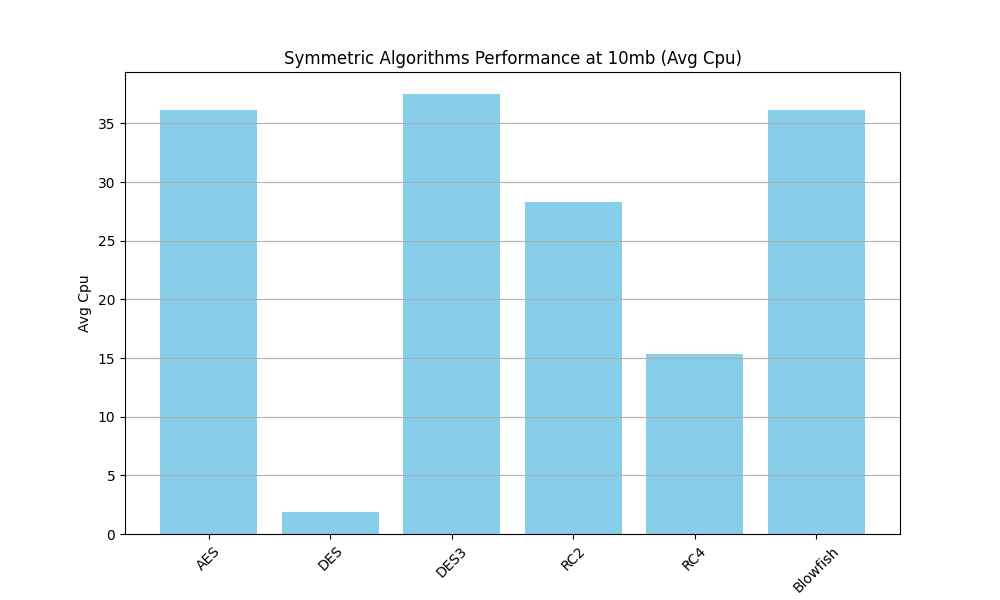 Symmetric Algorithms Performance at 10mb (Avg Cpu)
Avg Cpu
35
30
25
20
15
10
5
0
AES
DES
DES3
RC2
RC4
Blowfish